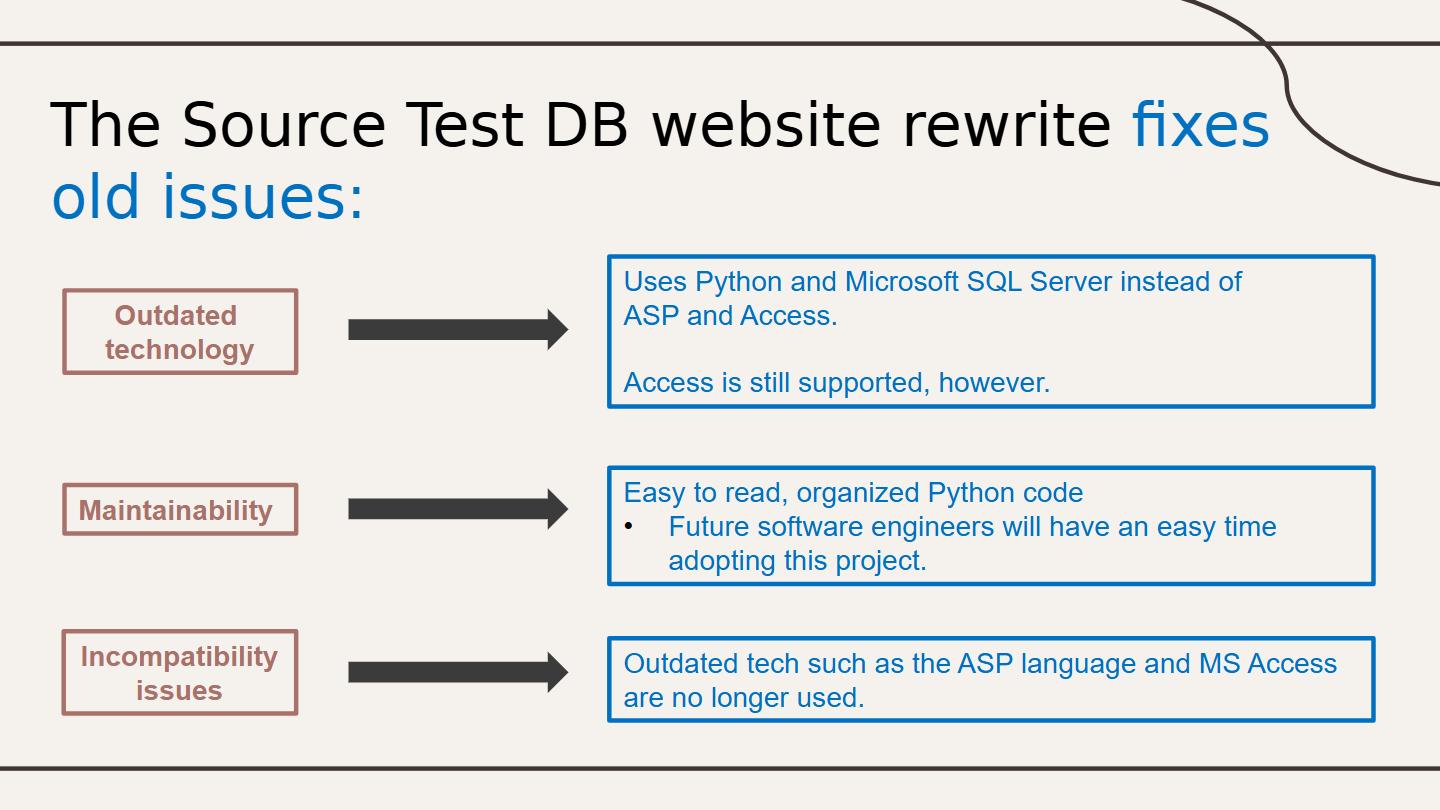 The Source Test DB website rewrite fixes
old issues:
Outdated
technology
Uses Python and Microsoft SQL Server instead of
ASP and Access.
Access is still supported, however.
Maintainability
Easy to read, organized Python code
• Future software engineers will have an easy time
adopting this project.
Incompatibility
issues
Outdated tech such as the ASP language and MS Access
are no longer used.